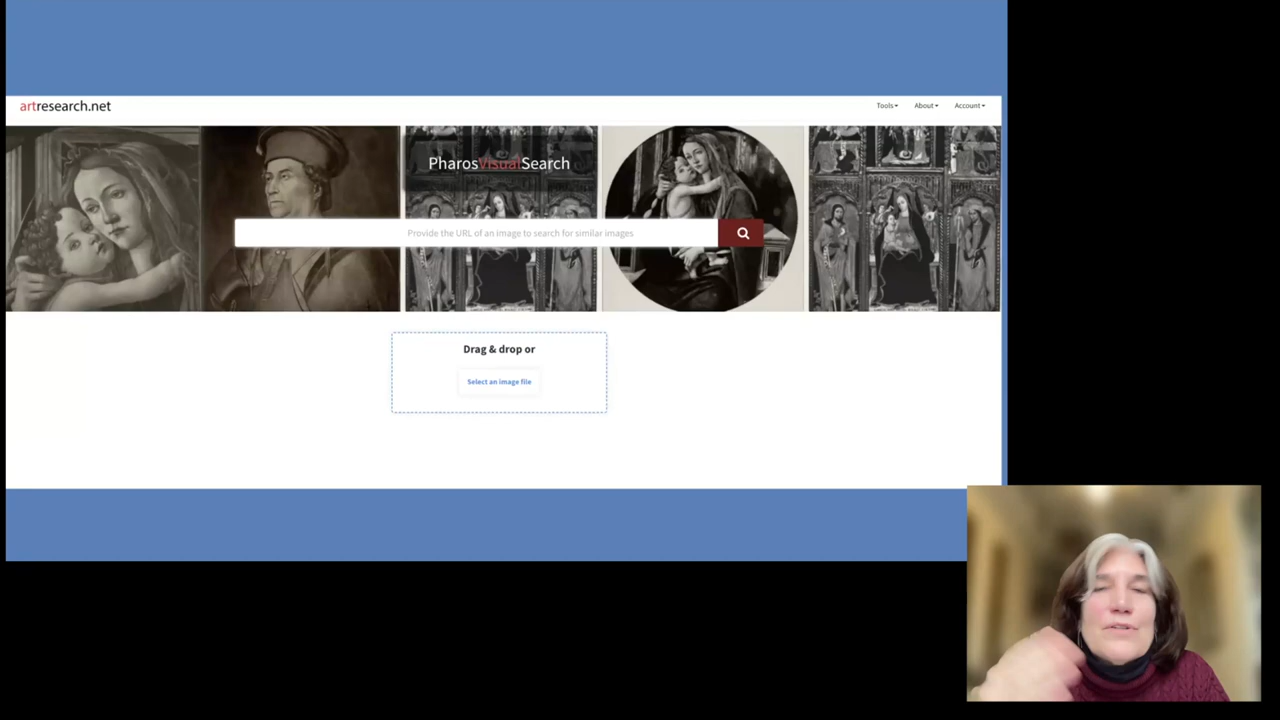 artresearch.net
Tools About Account
PharosVisualSearch
Provide the URL of an image to search for similar images
Drag & drop or
Select an image file